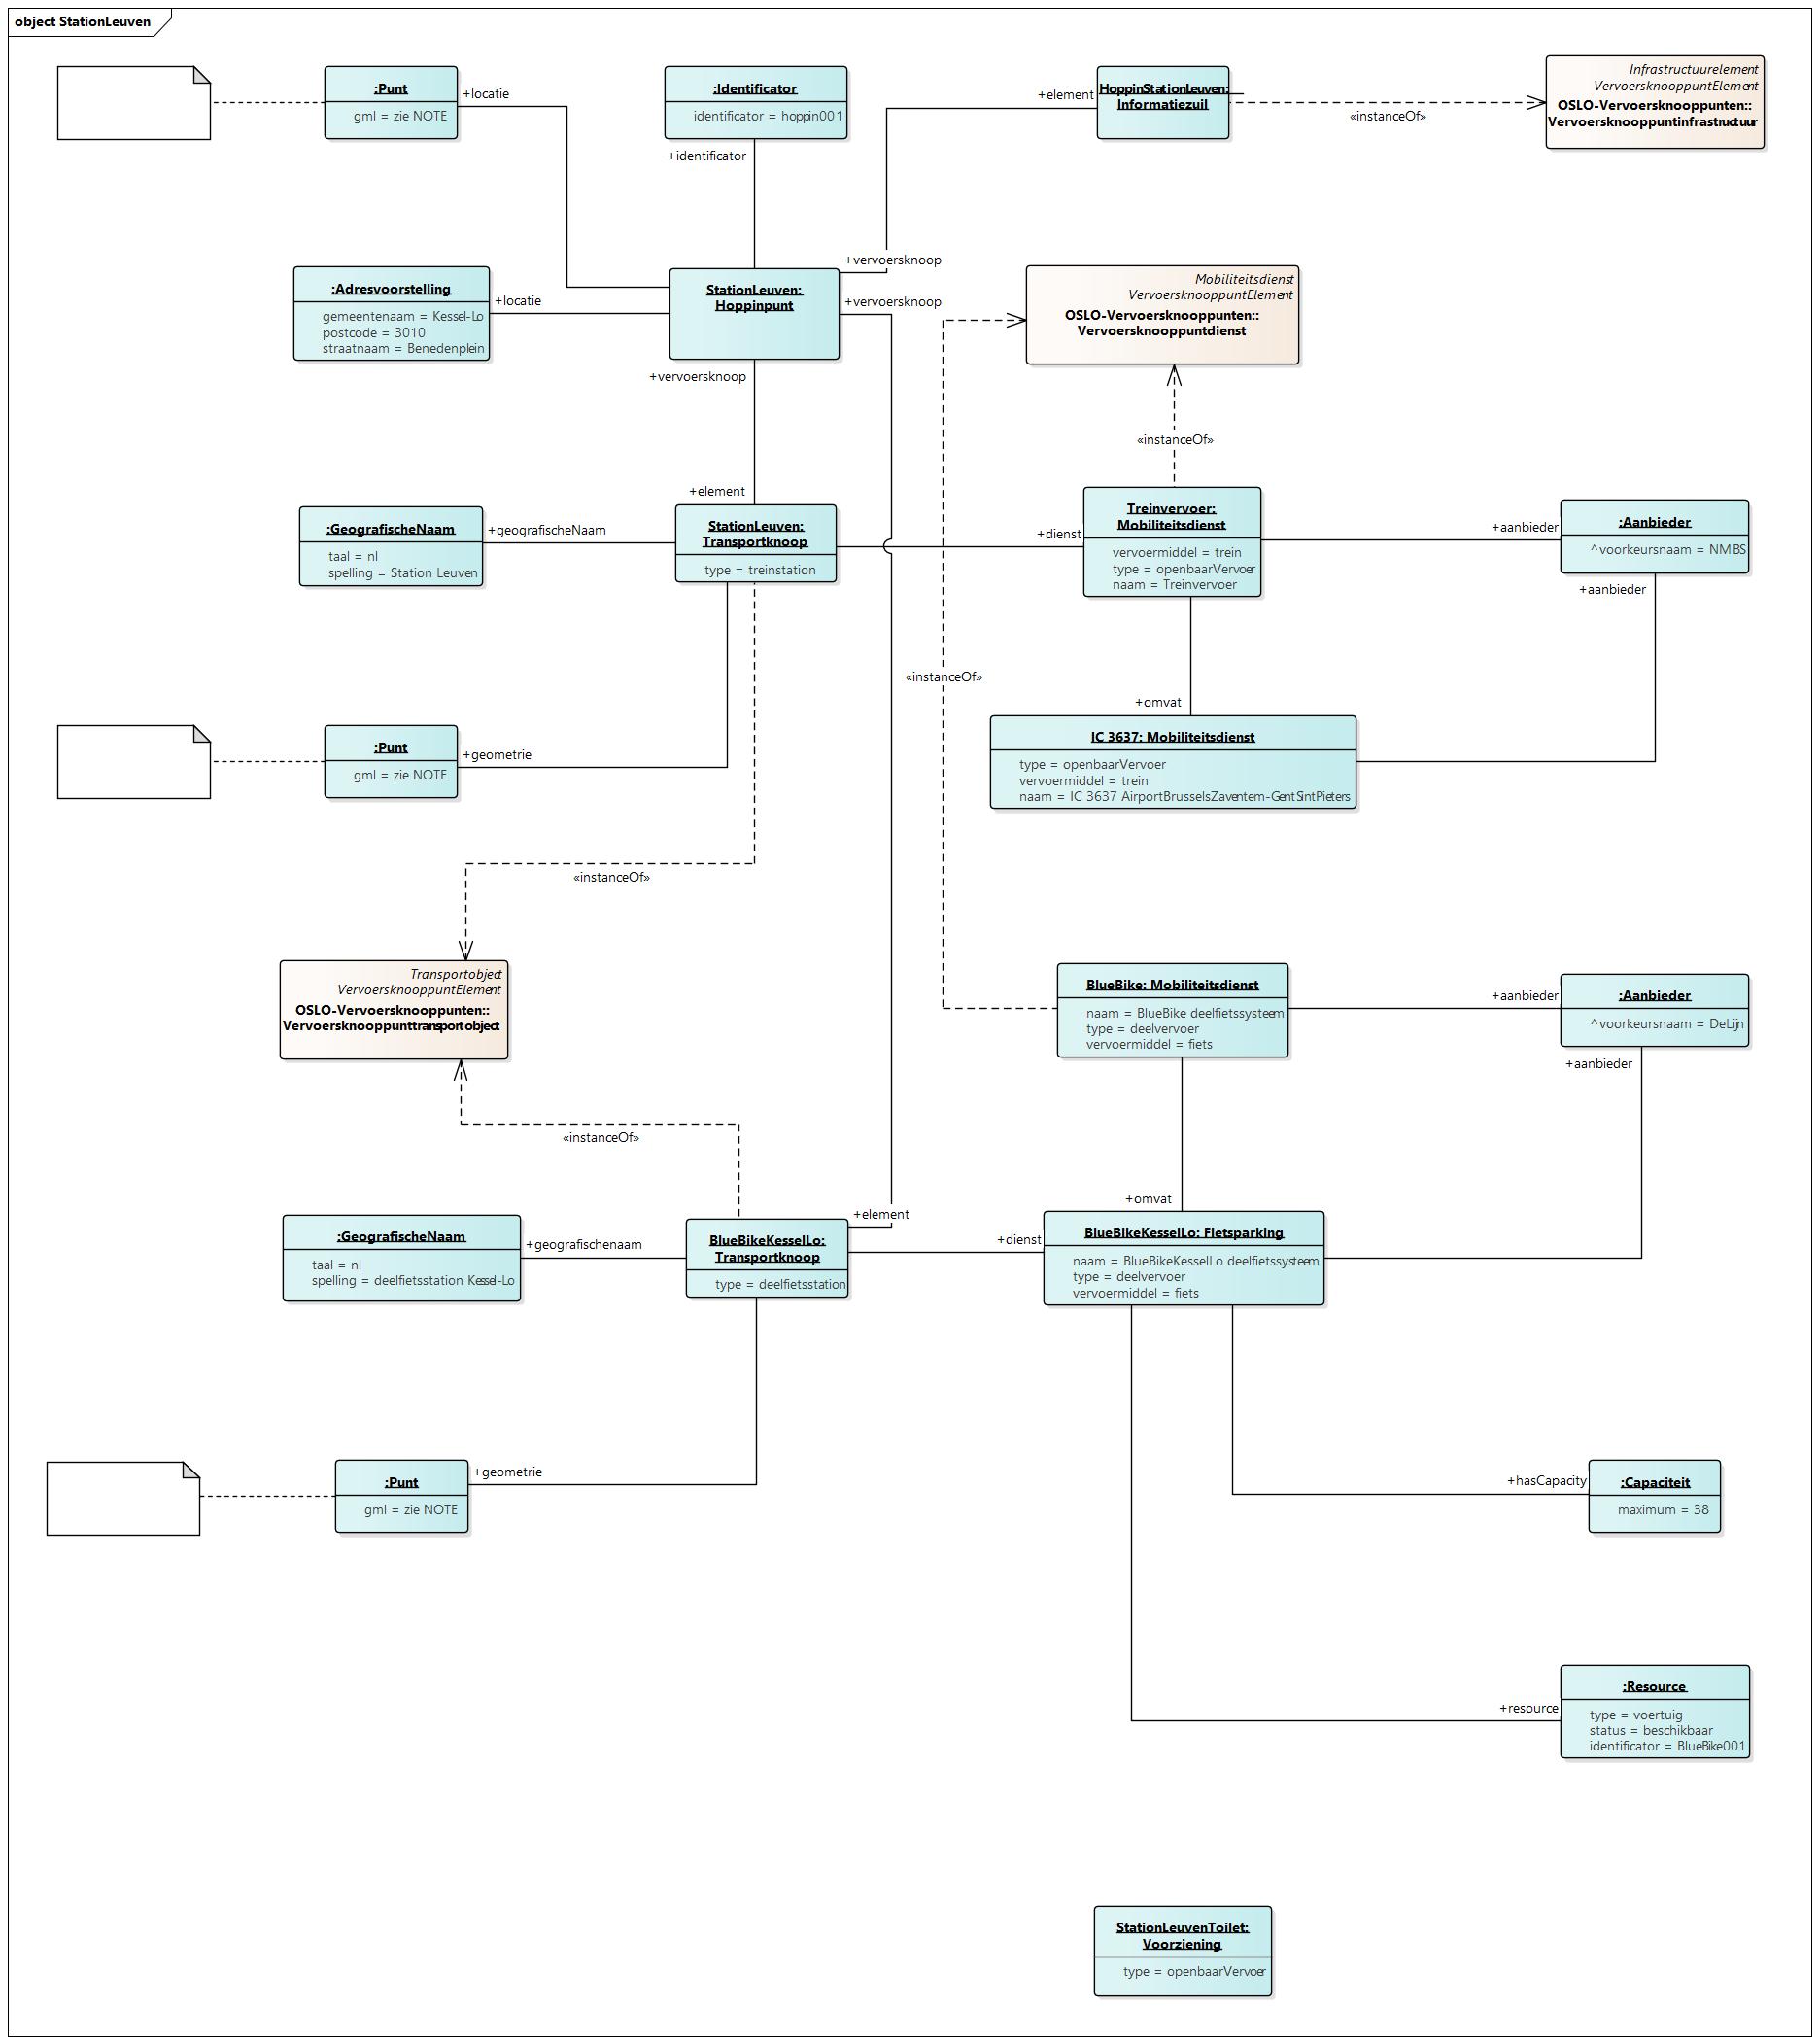 object StationLeuven
:Punt
gml = zie NOTE
+locatie
:Identificator
identificator = hoppin001
+identificator
+element
HoppinStationLeuven:
Informatiezuil
«instanceOf»
Infrastructuurelement
VervoersknooppuntElement
OSLO-Vervoersknooppunten::
Vervoersknooppuntinfrastructuur
:Adresvoorstelling
gemeentenaam = Kessel-Lo
postcode = 3010
straatnaam = Benedenplein
+locatie
StationLeuven:
Hoppinpunt
+vervoersknoop
+vervoersknoop
+vervoersknoop
Mobiliteitsdienst
VervoersknooppuntElement
OSLO-Vervoersknooppunten::
Vervoersknooppuntdienst
«instanceOf»
+element
:GeografischeNaam
taal = nl
spelling = Station Leuven
+geografischeNaam
StationLeuven:
Transportknoop
type = treinstation
+dienst
Treinvervoer:
Mobiliteitsdienst
vervoermiddel = trein
type = openbaarVervoer
naam = Treinvervoer
+aanbieder
:Aanbieder
^voorkeursnaam = NMBS
+aanbieder
«instanceOf»
+omvat
:Punt
gml = zie NOTE
+geometrie
IC 3637: Mobiliteitsdienst
type = openbaarVervoer
vervoermiddel = trein
naam = IC 3637 AirportBrusselsZaventem-GentSintPieters
«instanceOf»
Transportobject
VervoersknooppuntElement
OSLO-Vervoersknooppunten::
Vervoersknooppunttransportobject
BlueBike: Mobiliteitsdienst
naam = BlueBike deelfietssysteem
type = deelvervoer
vervoermiddel = fiets
+aanbieder
:Aanbieder
^voorkeursnaam = DeLijn
+aanbieder
«instanceOf»
+omvat
+element
:GeografischeNaam
taal = nl
spelling = deelfietsstation Kessel-Lo
+geografischenaam
BlueBikeKesselLo:
Transportknoop
type = deelfietsstation
+dienst
BlueBikeKesselLo: Fietsparking
naam = BlueBikeKesselLo deelfietssysteem
type = deelvervoer
vervoermiddel = fiets
:Punt
gml = zie NOTE
+geometrie
+hasCapacity
:Capaciteit
maximum = 38
+resource
:Resource
type = voertuig
status = beschikbaar
identificator = BlueBike001
StationLeuvenToilet:
Voorziening
type = openbaarVervoer